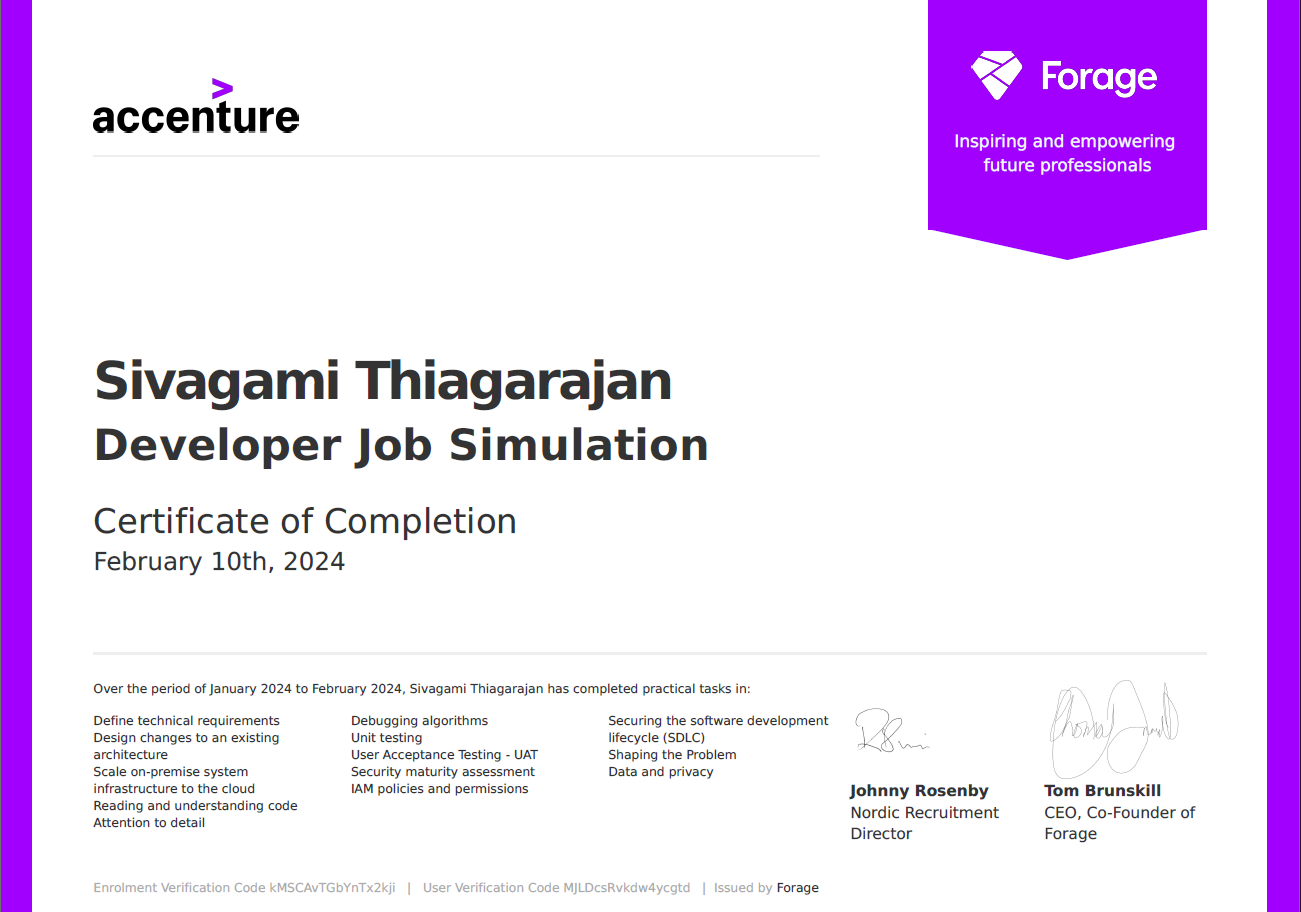 accenture
Forage
Inspiring and empowering
future professionals
Sivagami Thiagarajan
Developer Job Simulation
Certificate of Completion
February 10th, 2024
Over the period of January 2024 to February 2024, Sivagami Thiagarajan has completed practical tasks in:
Define technical requirements
Design changes to an existing
architecture
Scale on-premise system
infrastructure to the cloud
Reading and understanding code
Attention to detail
Debugging algorithms
Unit testing
User Acceptance Testing - UAT
Security maturity assessment
IAM policies and permissions
Securing the software development
lifecycle (SDLC)
Shaping the Problem
Data and privacy
Johnny Rosenby
Nordic Recruitment
Director
Tom Brunskill
CEO, Co-Founder of
Forage
Enrolment Verification Code kMSCAvTGbYnTx2kji | User Verification Code MJLDcsRvkdw4ycgtd | Issued by Forage